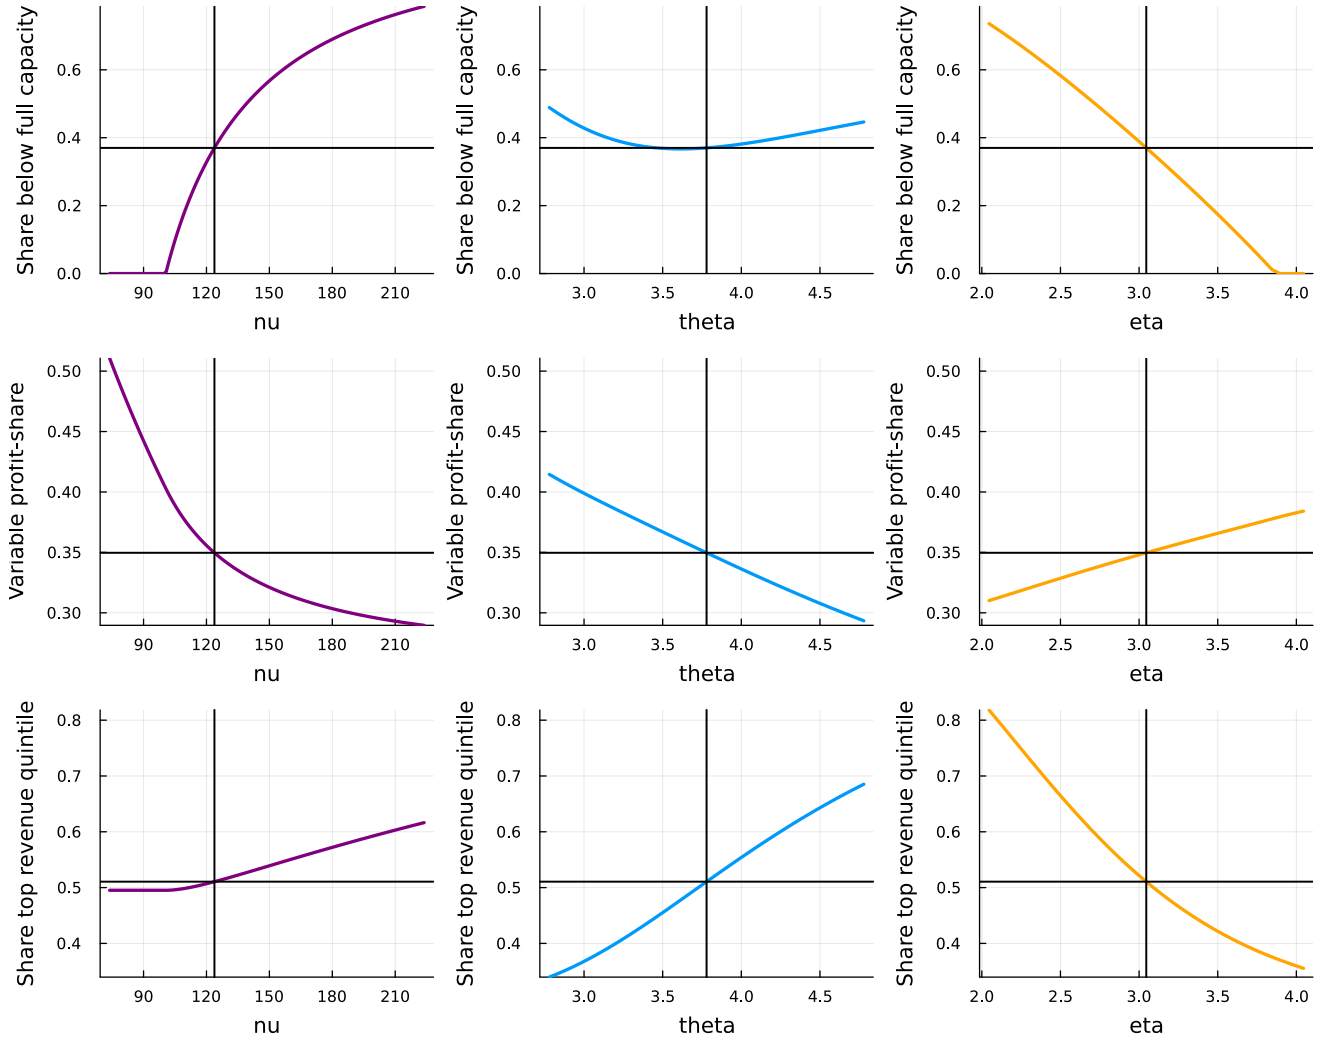 Share below full capacity
0.6
0.4
0.2
0.0
90 120 150 180 210
nu
Share below full capacity
0.6
0.4
0.2
0.0
3.0 3.5 4.0 4.5
theta
Share below full capacity
0.6
0.4
0.2
0.0
2.0 2.5 3.0 3.5 4.0
eta
Variable profit-share
0.50
0.45
0.40
0.35
0.30
90 120 150 180 210
nu
Variable profit-share
0.50
0.45
0.40
0.35
0.30
3.0 3.5 4.0 4.5
theta
Variable profit-share
0.50
0.45
0.40
0.35
0.30
2.0 2.5 3.0 3.5 4.0
eta
Share top revenue quintile
0.8
0.7
0.6
0.5
0.4
90 120 150 180 210
nu
Share top revenue quintile
0.8
0.7
0.6
0.5
0.4
3.0 3.5 4.0 4.5
theta
Share top revenue quintile
0.8
0.7
0.6
0.5
0.4
2.0 2.5 3.0 3.5 4.0
eta